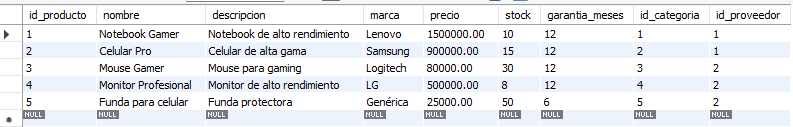 id_producto nombre descripcion marca precio stock garantia_meses id_categoria id_proveedor
1 Notebook Gamer Notebook de alto rendimiento Lenovo 1500000.00 10 12 1 1
2 Celular Pro Celular de alta gama Samsung 900000.00 15 12 2 1
3 Mouse Gamer Mouse para gaming Logitech 80000.00 30 12 3 2
4 Monitor Profesional Monitor de alto rendimiento LG 500000.00 8 12 4 2
5 Funda para celular Funda protectora Genérica 25000.00 50 6 5 2
NULL NULL NULL NULL NULL NULL NULL NULL NULL